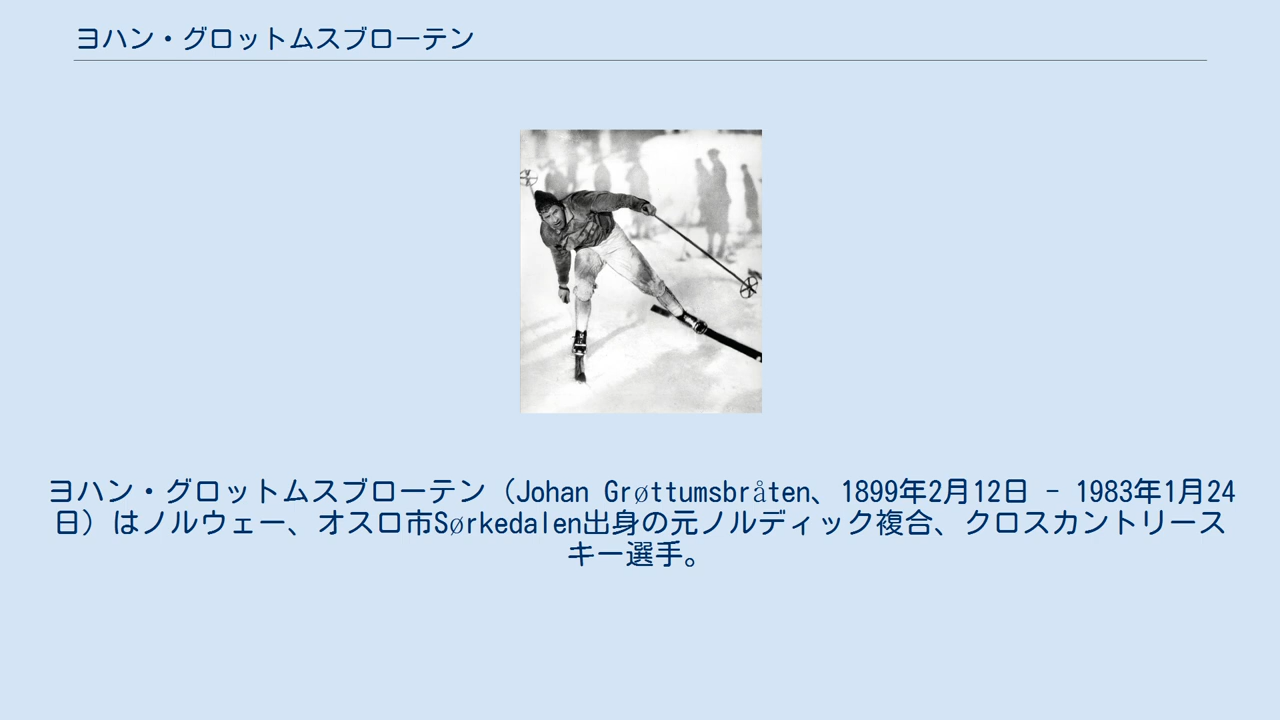 ヨハン・グロットムスブローテン
ヨハン・グロットムスブローテン（Johan Grøttumsbråten、1899年2月12日 - 1983年1月24
日）はノルウェー、オスロ市Sørkedalen出身の元ノルディック複合、クロスカントリース
キー選手。